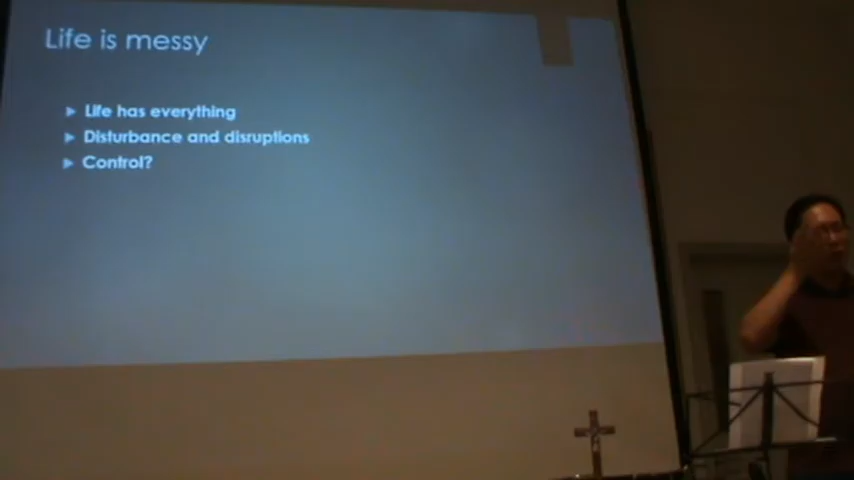 Life is messy
Life has everything
Disturbance and disruptions
Control?